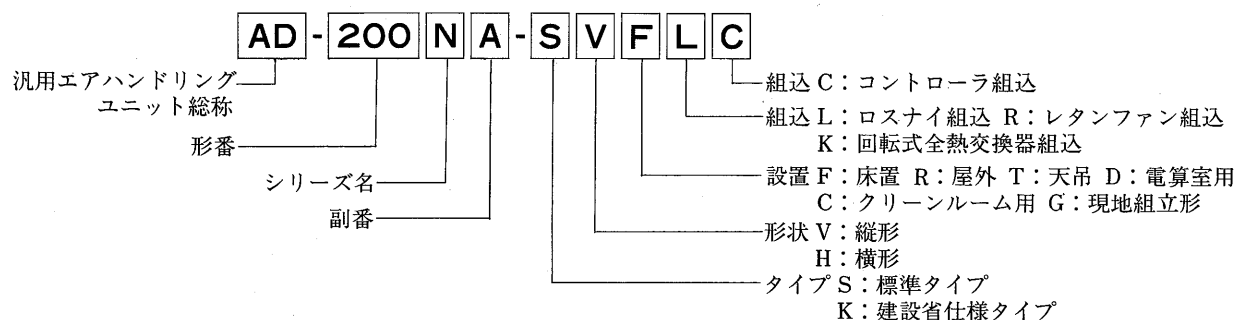 AD-200NA-SVFLC
汎用エアハンドリング
ユニット総称
形番
シリーズ名
副番
組込 C：コントローラ組込
組込 L：ロスナイ組込 R：レタンファン組込
K：回転式全熱交換器組込
設置 F：床置 R：屋外 T：天吊 D：電算室用
C：クリーンルーム用 G：現地組立形
形状 V：縦形
H：横形
タイプ S：標準タイプ
K：建設省仕様タイプ